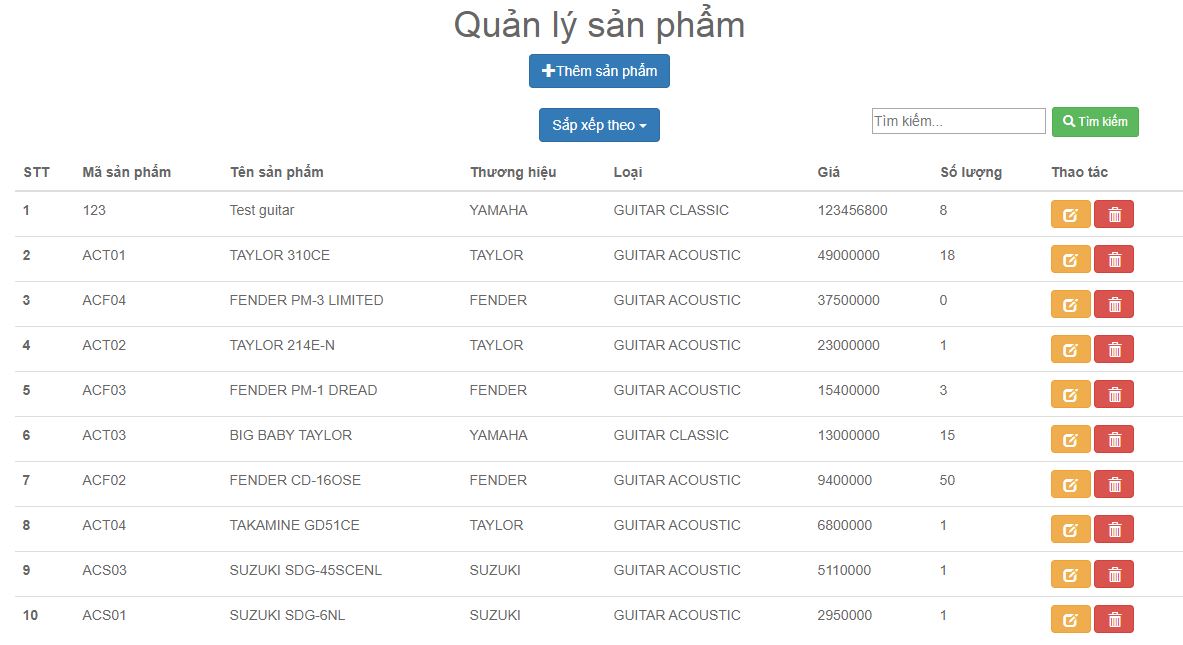 Quản lý sản phẩm
Thêm sản phẩm
Sắp xếp theo
Tìm kiếm...
Tìm kiếm
STT Mã sản phẩm Tên sản phẩm Thương hiệu Loại Giá Số lượng Thao tác
1 123 Test guitar YAMAHA GUITAR CLASSIC 123456800 8
2 ACT01 TAYLOR 310CE TAYLOR GUITAR ACOUSTIC 49000000 18
3 ACF04 FENDER PM-3 LIMITED FENDER GUITAR ACOUSTIC 37500000 0
4 ACT02 TAYLOR 214E-N TAYLOR GUITAR ACOUSTIC 23000000 1
5 ACF03 FENDER PM-1 DREAD FENDER GUITAR ACOUSTIC 15400000 3
6 ACT03 BIG BABY TAYLOR YAMAHA GUITAR CLASSIC 13000000 15
7 ACF02 FENDER CD-16OSE FENDER GUITAR ACOUSTIC 9400000 50
8 ACT04 TAKAMINE GD51CE TAYLOR GUITAR ACOUSTIC 6800000 1
9 ACS03 SUZUKI SDG-45SCENL SUZUKI GUITAR ACOUSTIC 5110000 1
10 ACS01 SUZUKI SDG-6NL SUZUKI GUITAR ACOUSTIC 2950000 1